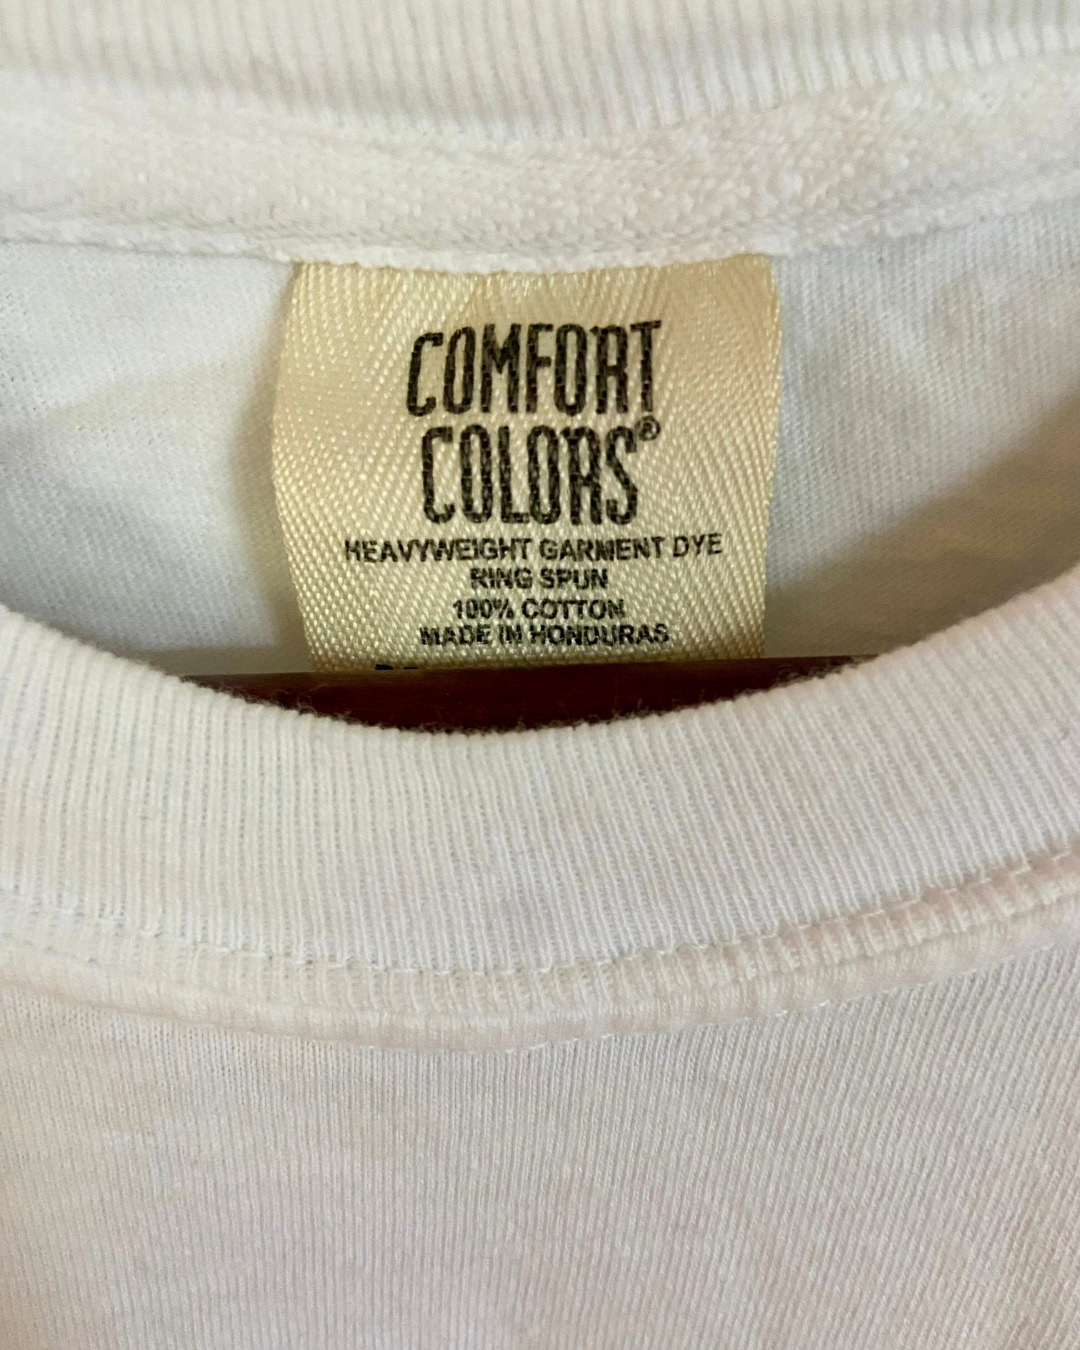 COMFORT
COLORS®
HEAVYWEIGHT GARMENT DYE
RING SPUN
100% COTTON
MADE IN HONDURAS